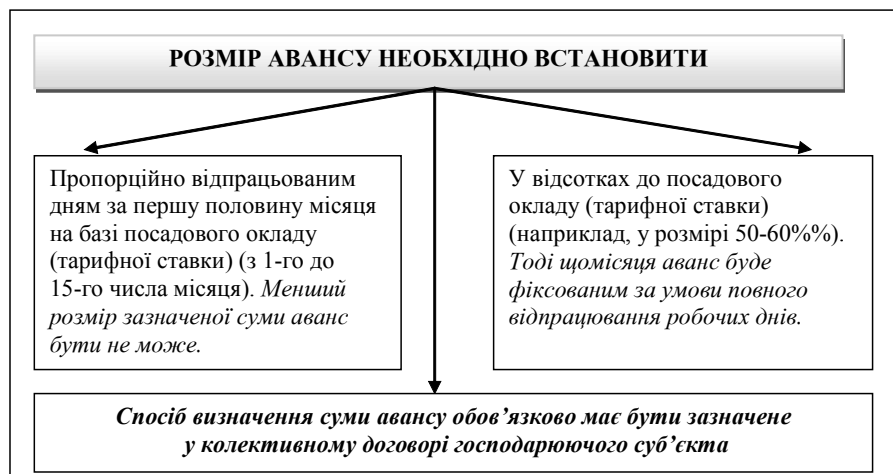 РОЗМІР АВАНСУ НЕОБХІДНО ВСТАНОВИТИ
Пропорційно відпрацьованим
дням за першу половину місяця
на базі посадового окладу
(тарифної ставки) (з 1-го до
15-го числа місяця). Менший
розмір зазначеної суми аванс
бути не може.
У відсотках до посадового
окладу (тарифної ставки)
(наприклад, у розмірі 50-60%%).
Тоді щомісяця аванс буде
фіксованим за умови повного
відпрацювання робочих днів.
Спосіб визначення суми авансу обов’язково має бути зазначене
у колективному договорі господарюючого суб’єкта